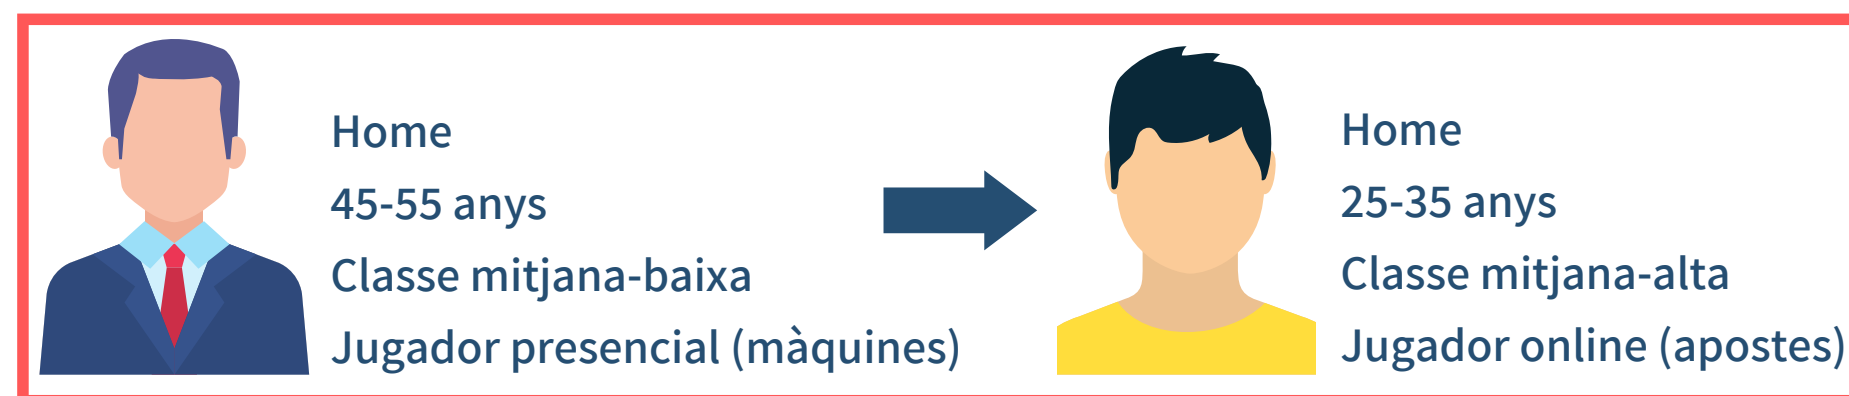 Home
45-55 anys
Classe mitjana-baixa
Jugador presencial (màquines)
Home
25-35 anys
Classe mitjana-alta
Jugador online (apostes)